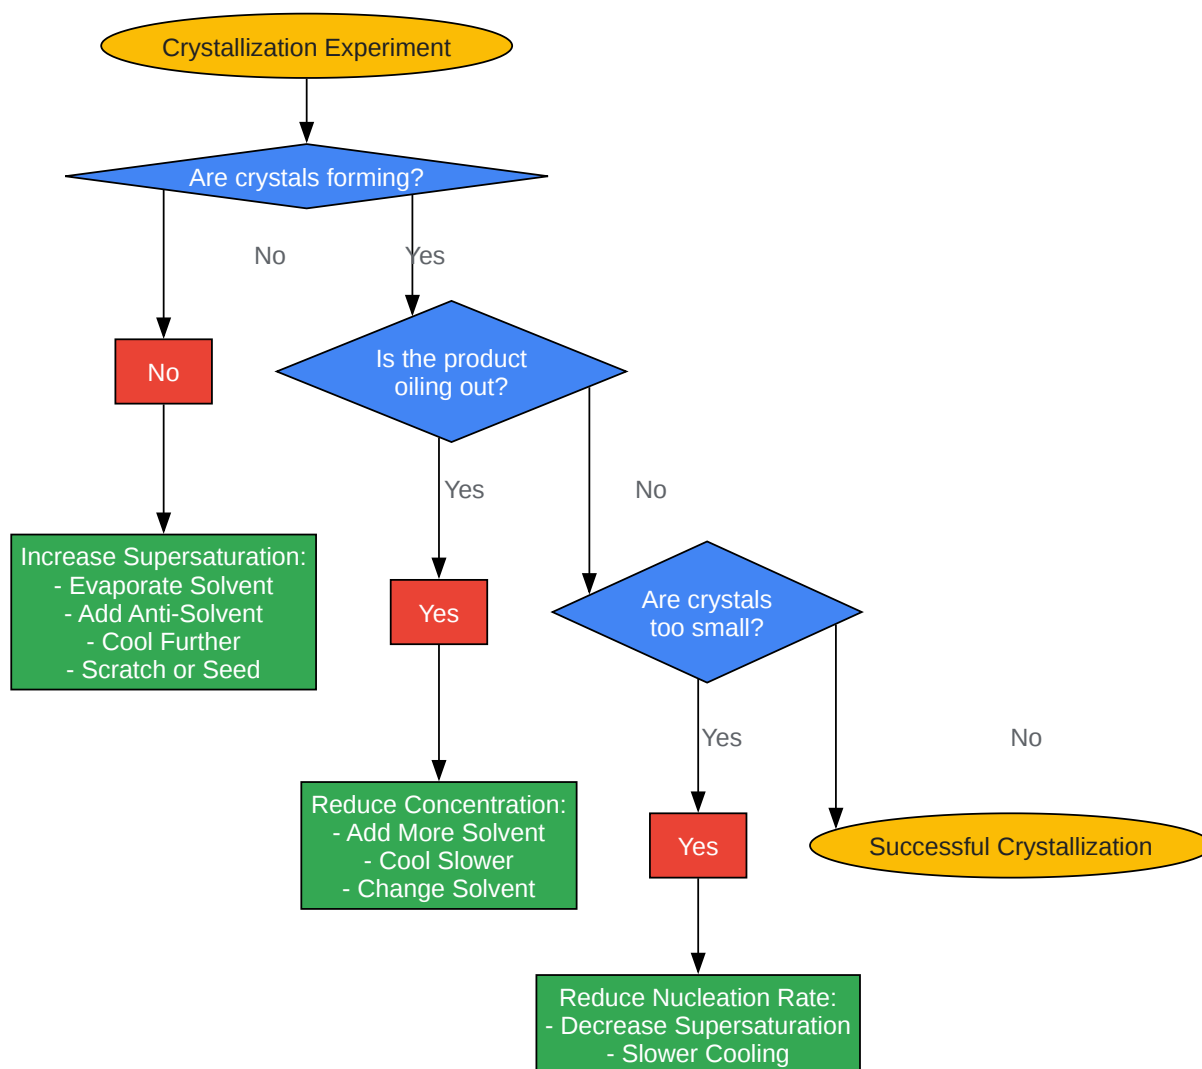 Crystallization Experiment
Are crystals forming?
No
Yes
Is the product
oiling out?
No
Yes
No
Increase Supersaturation:
- Evaporate Solvent
- Add Anti-Solvent
- Cool Further
- Scratch or Seed
Yes
Are crystals
too small?
Yes
No
Reduce Concentration:
- Add More Solvent
- Cool Slower
- Change Solvent
Yes
Successful Crystallization
Reduce Nucleation Rate:
- Decrease Supersaturation
- Slower Cooling